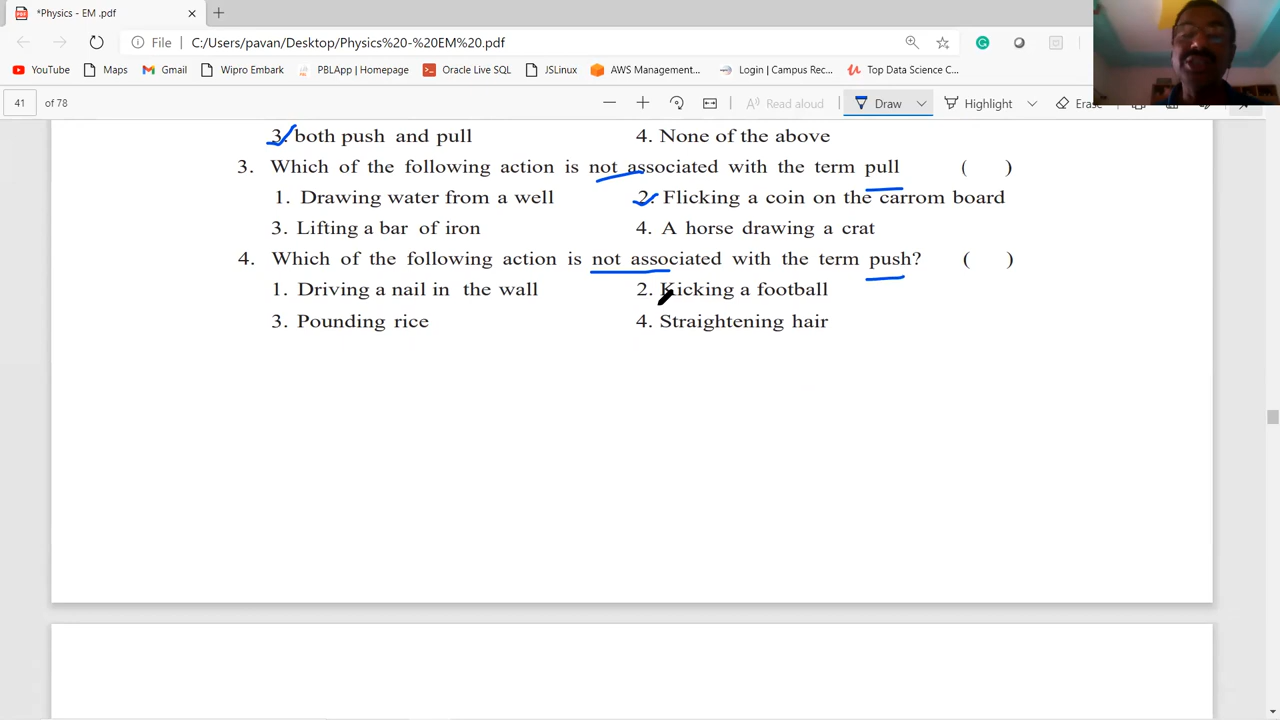 *Physics - EM .pdf
File C:/Users/pavan/Desktop/Physics%20-%20EM%20.pdf
YouTube Maps Gmail Wipro Embark PBLApp | Homepage Oracle Live SQL JSLinux AWS Management... Login | Campus Rec... Top Data Science C...
41 of 78 Read aloud Draw Highlight Erase
3. both push and pull 4. None of the above
3. Which of the following action is not associated with the term pull ( )
1. Drawing water from a well 2. Flicking a coin on the carrom board
3. Lifting a bar of iron 4. A horse drawing a crat
4. Which of the following action is not associated with the term push? ( )
1. Driving a nail in the wall 2. Kicking a football
3. Pounding rice 4. Straightening hair